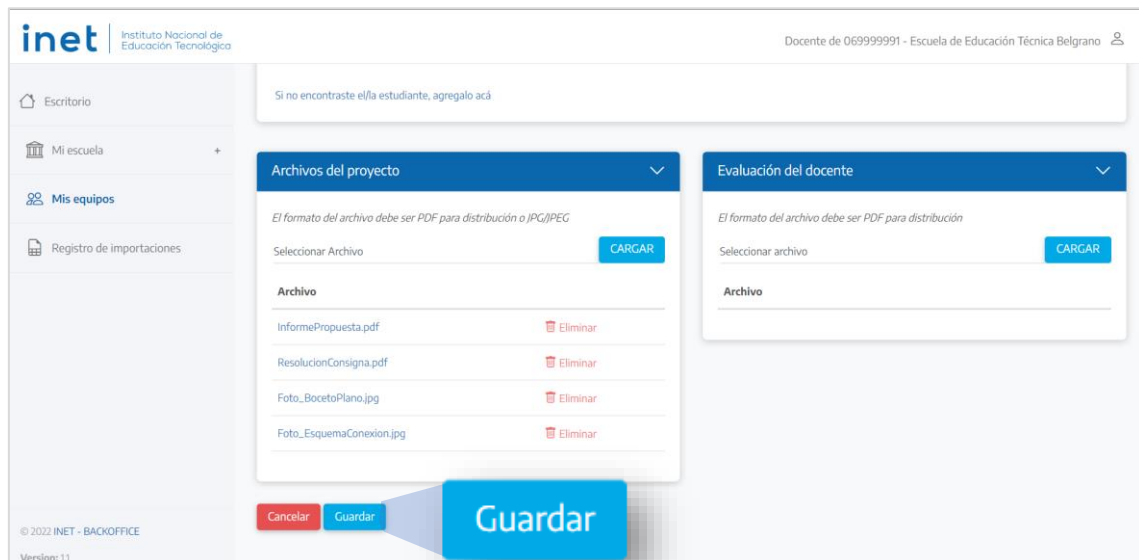 inet
Instituto Nacional de
Educación Tecnológica
Docente de 069999991 - Escuela de Educación Técnica Belgrano
Escritorio
Mi escuela +
Mis equipos
Registro de importaciones
© 2022 INET - BACKOFFICE
Version: 1.1
Si no encontraste el/la estudiante, agregalo acá
Archivos del proyecto
El formato del archivo debe ser PDF para distribución o JPG/JPEG
Seleccionar Archivo CARGAR
Archivo
InformePropuesta.pdf Eliminar
ResolucionConsigna.pdf Eliminar
Foto_BocetoPlano.jpg Eliminar
Foto_EsquemaConexion.jpg Eliminar
Evaluación del docente
El formato del archivo debe ser PDF para distribución
Seleccionar archivo CARGAR
Archivo
Cancelar Guardar
Guardar